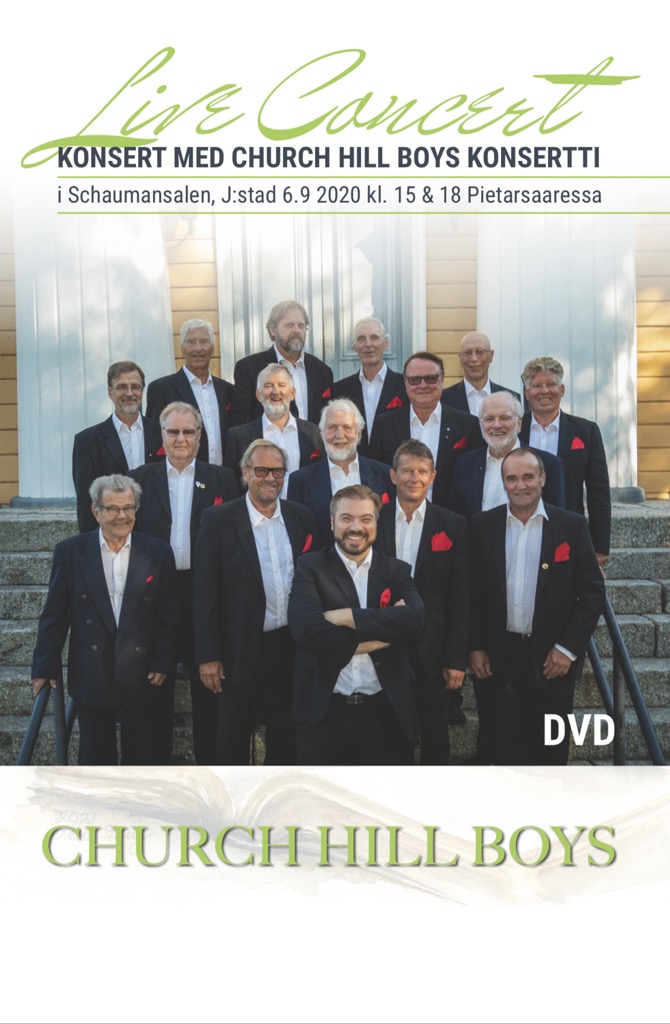 Live Concert
KONSERT MED CHURCH HILL BOYS KONSERTTI
i Schaumansalen, J:stad 6.9 2020 kl. 15 & 18 Pietarsaaressa
DVD
CHURCH HILL BOYS